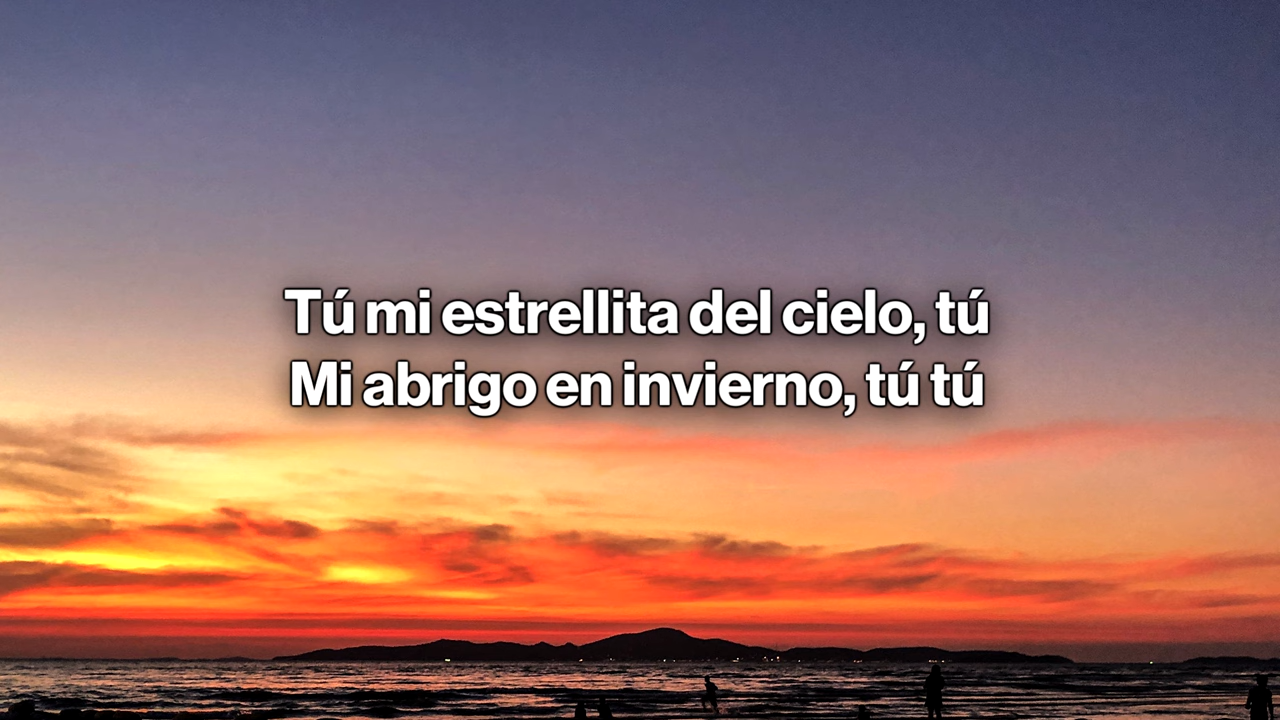 Tú mi estrellita del cielo, tú
Mi abrigo en invierno, tú tú